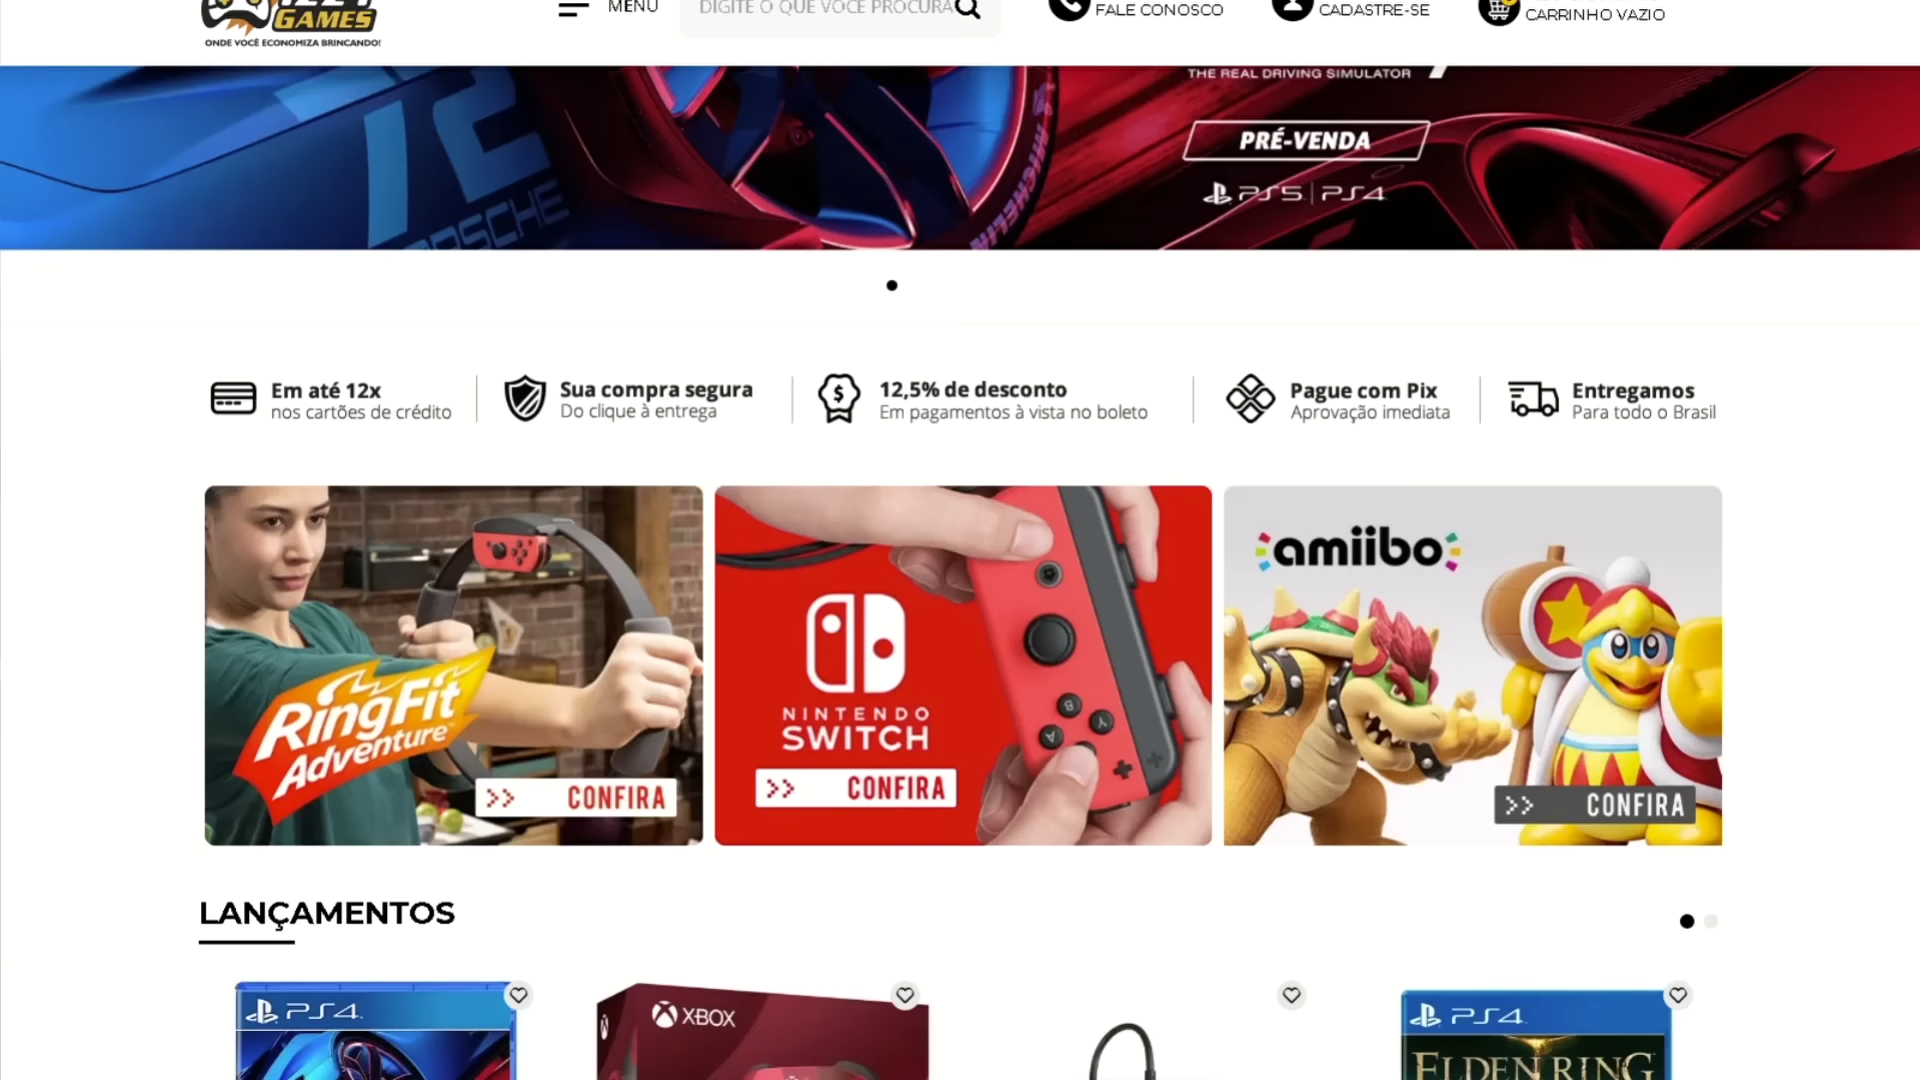 GAMES
ONDE VOCÊ ECONOMIZA BRINCANDO!
MENU
DIGITE O QUE VOCÊ PROCURA
FALE CONOSCO
CADASTRE-SE
CARRINHO VAZIO
THE REAL DRIVING SIMULATOR
72
PORSCHE
MICHELIN
PRÉ-VENDA
PS5 | PS4
Em até 12x
nos cartões de crédito
Sua compra segura
Do clique à entrega
12,5% de desconto
Em pagamentos à vista no boleto
Pague com Pix
Aprovação imediata
Entregamos
Para todo o Brasil
RingFit
Adventure
>> CONFIRA
NINTENDO
SWITCH
>> CONFIRA
B
Y
A
amiibo
>> CONFIRA
LANÇAMENTOS
PS4
XBOX
PS4
ELDEN RING